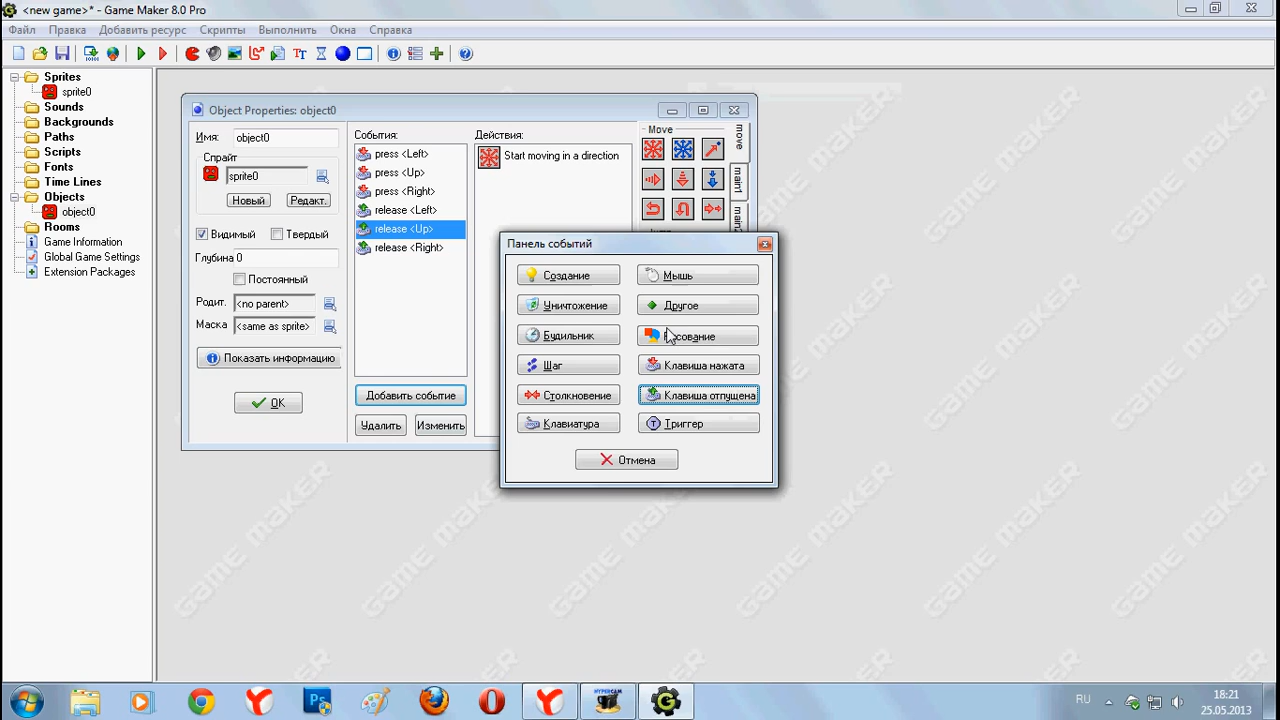 <new game>* - Game Maker 8.0 Pro
Файл Правка Добавить ресурс Скрипты Выполнить Окна Справка
Sprites
sprite0
Sounds
Backgrounds
Paths
Scripts
Fonts
Time Lines
Objects
object0
Rooms
Game Information
Global Game Settings
Extension Packages
Object Properties: object0
Имя: object0
Спрайт
sprite0
Новый Редакт.
Видимый Твердый
Глубина 0
Постоянный
Родит. <no parent>
Маска <same as sprite>
Показать информацию
OK
События:
press <Left>
press <Up>
press <Right>
release <Left>
release <Up>
release <Right>
Добавить событие
Удалить Изменить
Действия:
Start moving in a direction
Move
move
main1
Панель событий
Создание Мышь
Уничтожение Другое
Будильник
Шаг Клавиша нажата
Столкновение Клавиша отпущена
Клавиатура Триггер
Отмена
GAME MAKER
HYPERCAM
RU
18:21
25.05.2013